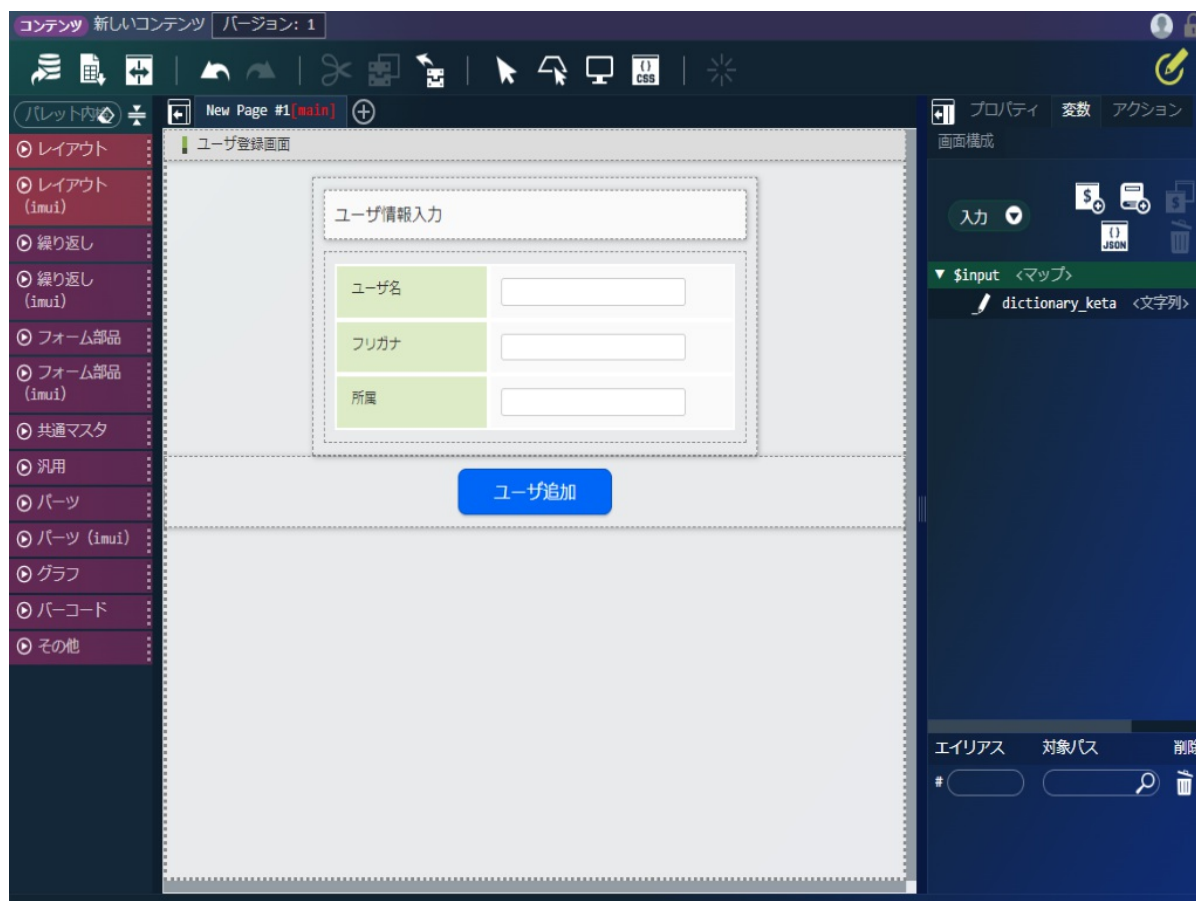 コンテンツ 新しいコンテンツ バージョン: 1
{} CSS
パレット内検
New Page #1[main]
プロパティ 変数 アクション
画面構成
レイアウト
レイアウト
(imui)
繰り返し
繰り返し
(imui)
フォーム部品
フォーム部品
(imui)
共通マスタ
汎用
パーツ
パーツ (imui)
グラフ
バーコード
その他
ユーザ登録画面
ユーザ情報入力
ユーザ名
フリガナ
所属
ユーザ追加
入力
$
$
{} JSON
▼ $input <マップ>
dictionary_keta <文字列>
エイリアス 対象パス 削除
#